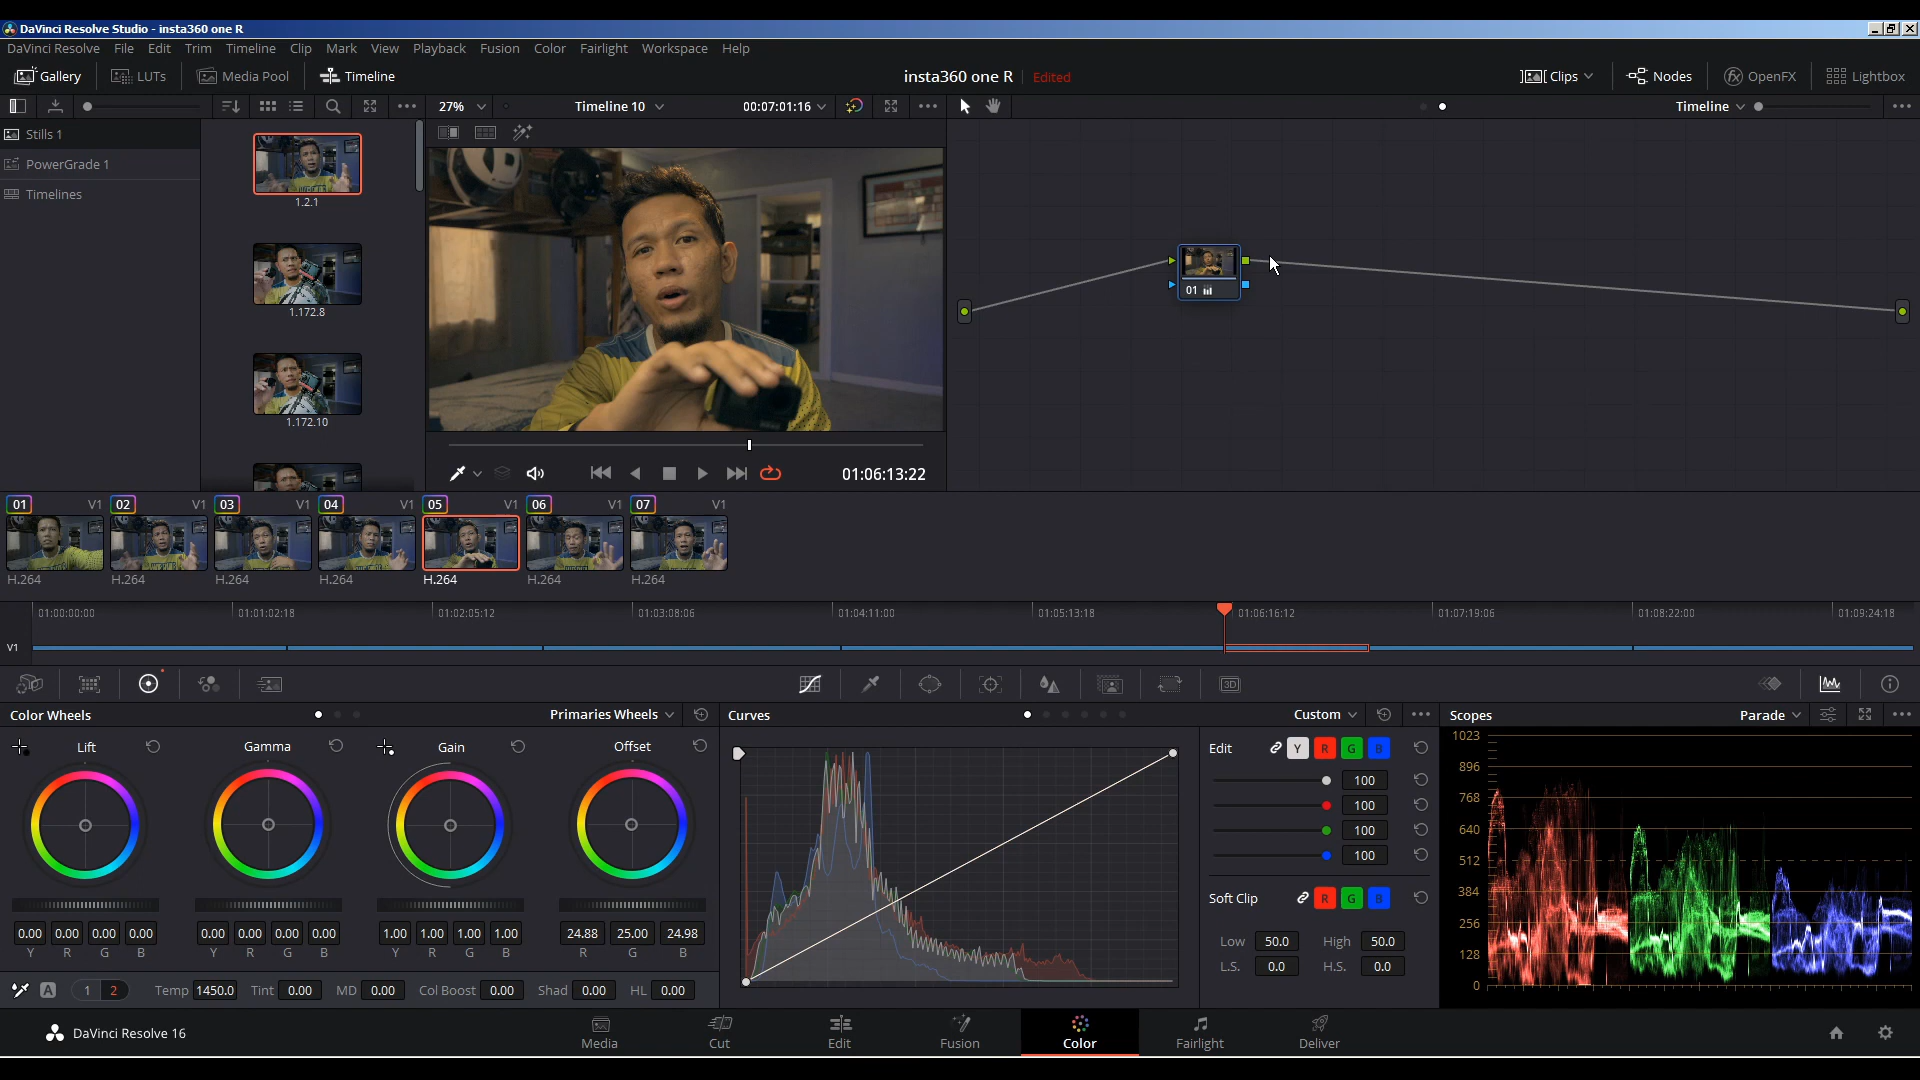 DaVinci Resolve Studio - insta360 one R
DaVinci Resolve File Edit Trim Timeline Clip Mark View Playback Fusion Color Fairlight Workspace Help
Gallery LUTs Media Pool Timeline insta360 one R Edited Clips Nodes OpenFX Lightbox
27% Timeline 10 00:07:01:16 Timeline
Stills 1
PowerGrade 1
Timelines
1.2.1
1.172.8
1.172.10
01
01:06:13:22
01 V1 02 V1 03 V1 04 V1 05 V1 06 V1 07 V1
H.264 H.264 H.264 H.264 H.264 H.264 H.264
01:00:00:00 01:01:02:18 01:02:05:12 01:03:08:06 01:04:11:00 01:05:13:18 01:06:16:12 01:07:19:06 01:08:22:00 01:09:24:18
V1
3D
Color Wheels Primaries Wheels Curves Custom Scopes Parade
Lift Gamma Gain Offset
Edit Y R G B
100
100
100
100
Soft Clip R G B
Low 50.0 High 50.0
L.S. 0.0 H.S. 0.0
1023
896
768
640
512
384
256
128
0
0.00 0.00 0.00 0.00 0.00 0.00 0.00 0.00 1.00 1.00 1.00 1.00 24.88 25.00 24.98
Y R G B Y R G B Y R G B R G B
A 1 2 Temp 1450.0 Tint 0.00 MD 0.00 Col Boost 0.00 Shad 0.00 HL 0.00
DaVinci Resolve 16
Media Cut Edit Fusion Color Fairlight Deliver